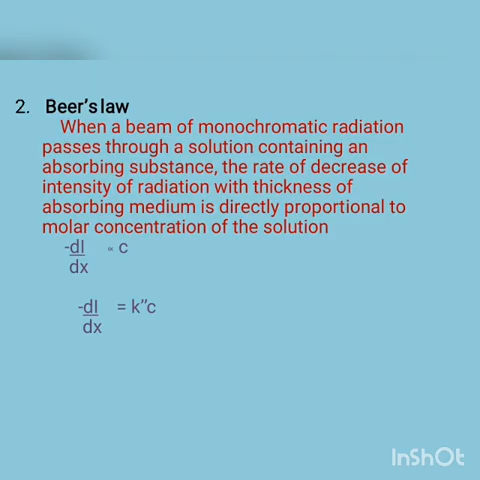 2. Beer's law
When a beam of monochromatic radiation
passes through a solution containing an
absorbing substance, the rate of decrease of
intensity of radiation with thickness of
absorbing medium is directly proportional to
molar concentration of the solution
-dI ∝ c
dx
-dI = k”c
dx
InShOt